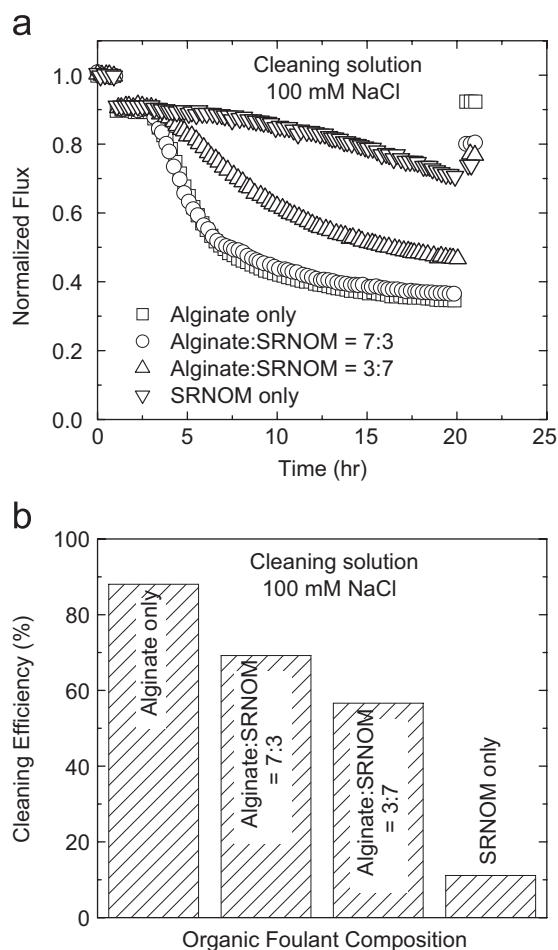 a
Cleaning solution
100 mM NaCl
1.0
0.8
0.6
0.4
0.2
0.0
Normalized Flux
Alginate only
Alginate:SRNOM = 7:3
Alginate:SRNOM = 3:7
SRNOM only
0 5 10 15 20 25
Time (hr)
b
Cleaning solution
100 mM NaCl
100
80
60
40
20
0
Cleaning Efficiency (%)
Alginate only
Alginate:SRNOM
= 7:3
Alginate:SRNOM
= 3:7
SRNOM only
Organic Foulant Composition